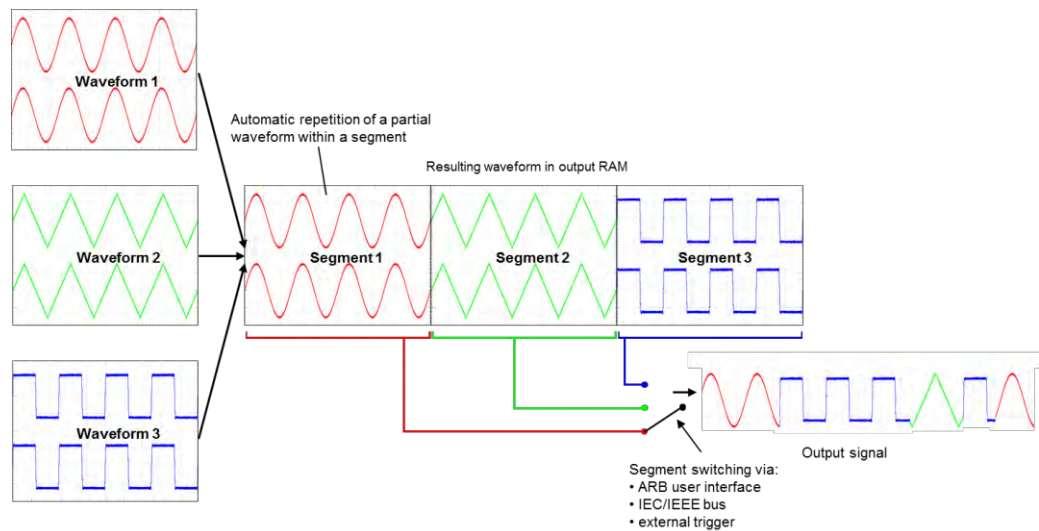 Waveform 1
Automatic repetition of a partial
waveform within a segment
Resulting waveform in output RAM
Waveform 2
Segment 1
Segment 2
Segment 3
Waveform 3
Output signal
Segment switching via:
• ARB user interface
• IEC/IEEE bus
• external trigger